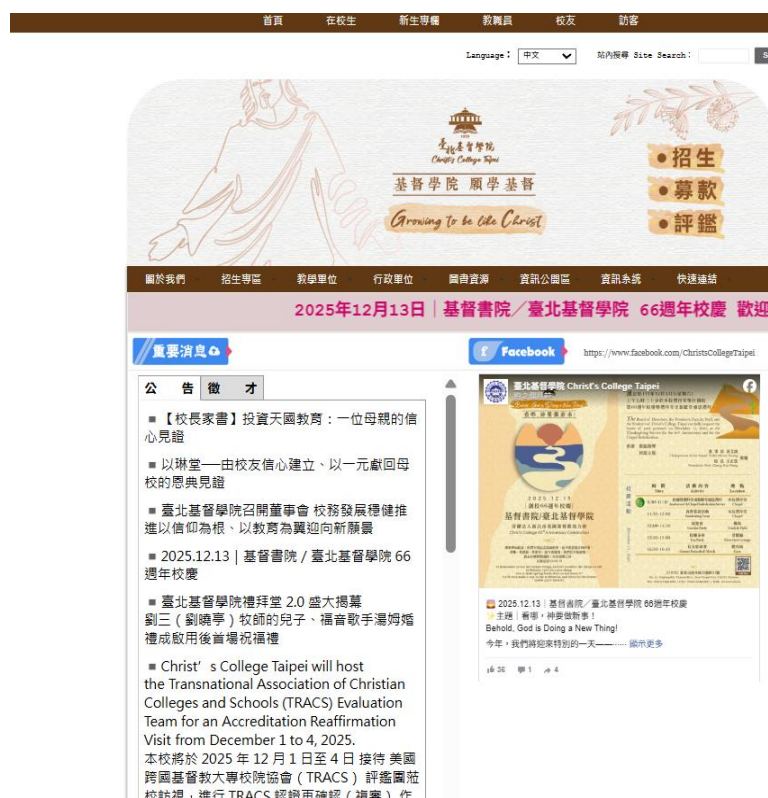 首頁 在校生 新生專欄 教職員 校友 訪客
Language： 中文 站內搜尋 Site Search：
臺北基督學院
Christ's College Taipei
基督學院 願學基督
Growing to be like Christ
招生
募款
評鑑
關於我們 招生專區 教學單位 行政單位 圖書資源 資訊公開區 資訊系統 快速連結
2025年12月13日｜基督書院／臺北基督學院 66週年校慶 歡迎
重要消息
Facebook https://www.facebook.com/ChristsCollegeTaipei
公 告 徵 才
■【校長家書】投資天國教育：一位母親的信
心見證
■ 以琳堂──由校友信心建立、以一元獻回母
校的恩典見證
■ 臺北基督學院召開董事會 校務發展穩健推
進以信仰為根、以教育為翼迎向新願景
■ 2025.12.13 | 基督書院 / 臺北基督學院 66
週年校慶
■ 臺北基督學院禮拜堂 2.0 盛大揭幕
劉三（劉曉亭）牧師的兒子、福音歌手湯姆婚
禮成啟用後首場祝福禮
■ Christ’s College Taipei will host
the Transnational Association of Christian
Colleges and Schools (TRACS) Evaluation
Team for an Accreditation Reaffirmation
Visit from December 1 to 4, 2025.
本校將於 2025 年 12 月 1 日至 4 日 接待 美國
跨國基督教大專校院協會（TRACS）評鑑團蒞
校訪視，進行 TRACS 認證再確認（複審）作
臺北基督學院 Christ's College Taipei
2025.12.13
基督書院/臺北基督學院
2025.12.13｜基督書院／臺北基督學院 66週年校慶
主題｜看哪，神要做新事！
Behold, God is Doing a New Thing!
今年，我們將迎來特別的一天——…… 顯示更多
36 1 4